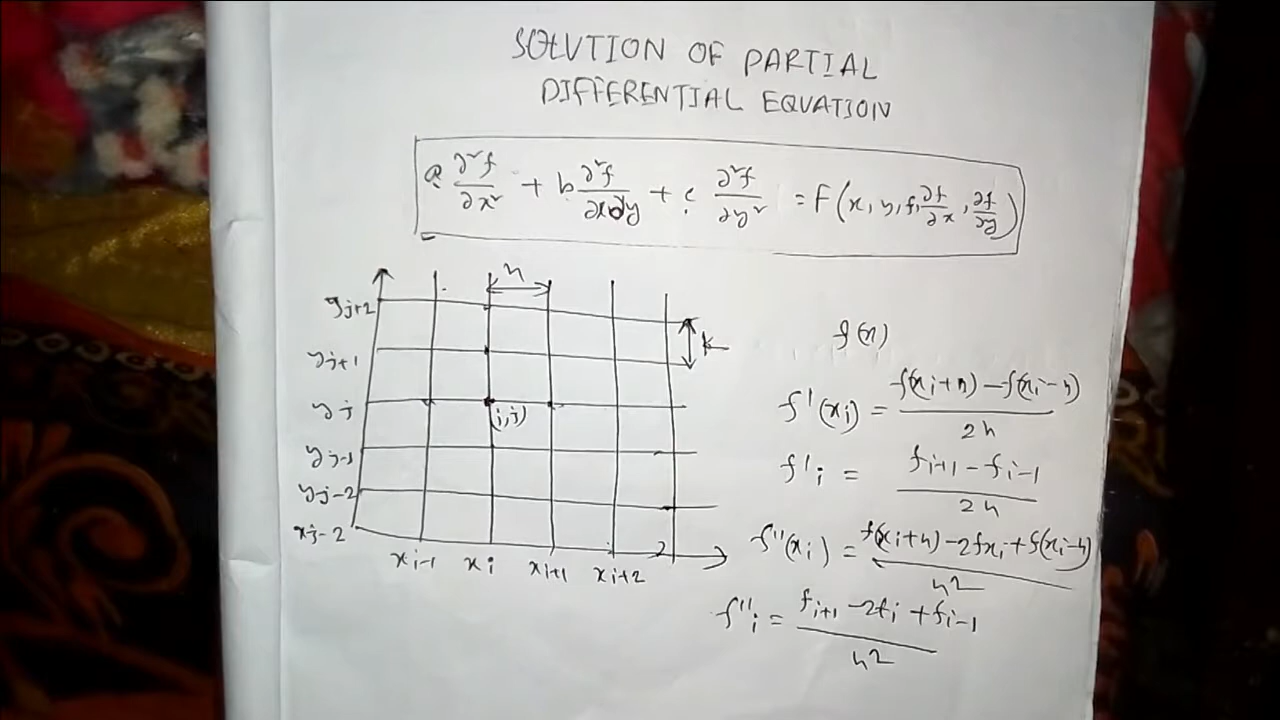 SOLUTION OF PARTIAL
DIFFERENTIAL EQUATION
a ∂²f/∂x² + b ∂²f/∂x∂y + c ∂²f/∂y² = F(x, y, f, ∂f/∂x, ∂f/∂y)
h
yj+2
k
yj+1
yj
(i,j)
yj-1
yj-2
xj-2
xi-1 xi xi+1 xi+2
f(x)
f'(xi) = f(xi+h) - f(xi-h) / 2h
f'i = fi+1 - fi-1 / 2h
f''(xi) = f(xi+h) - 2fxi + f(xi-h) / h2
f''i = fi+1 - 2fi + fi-1 / h2